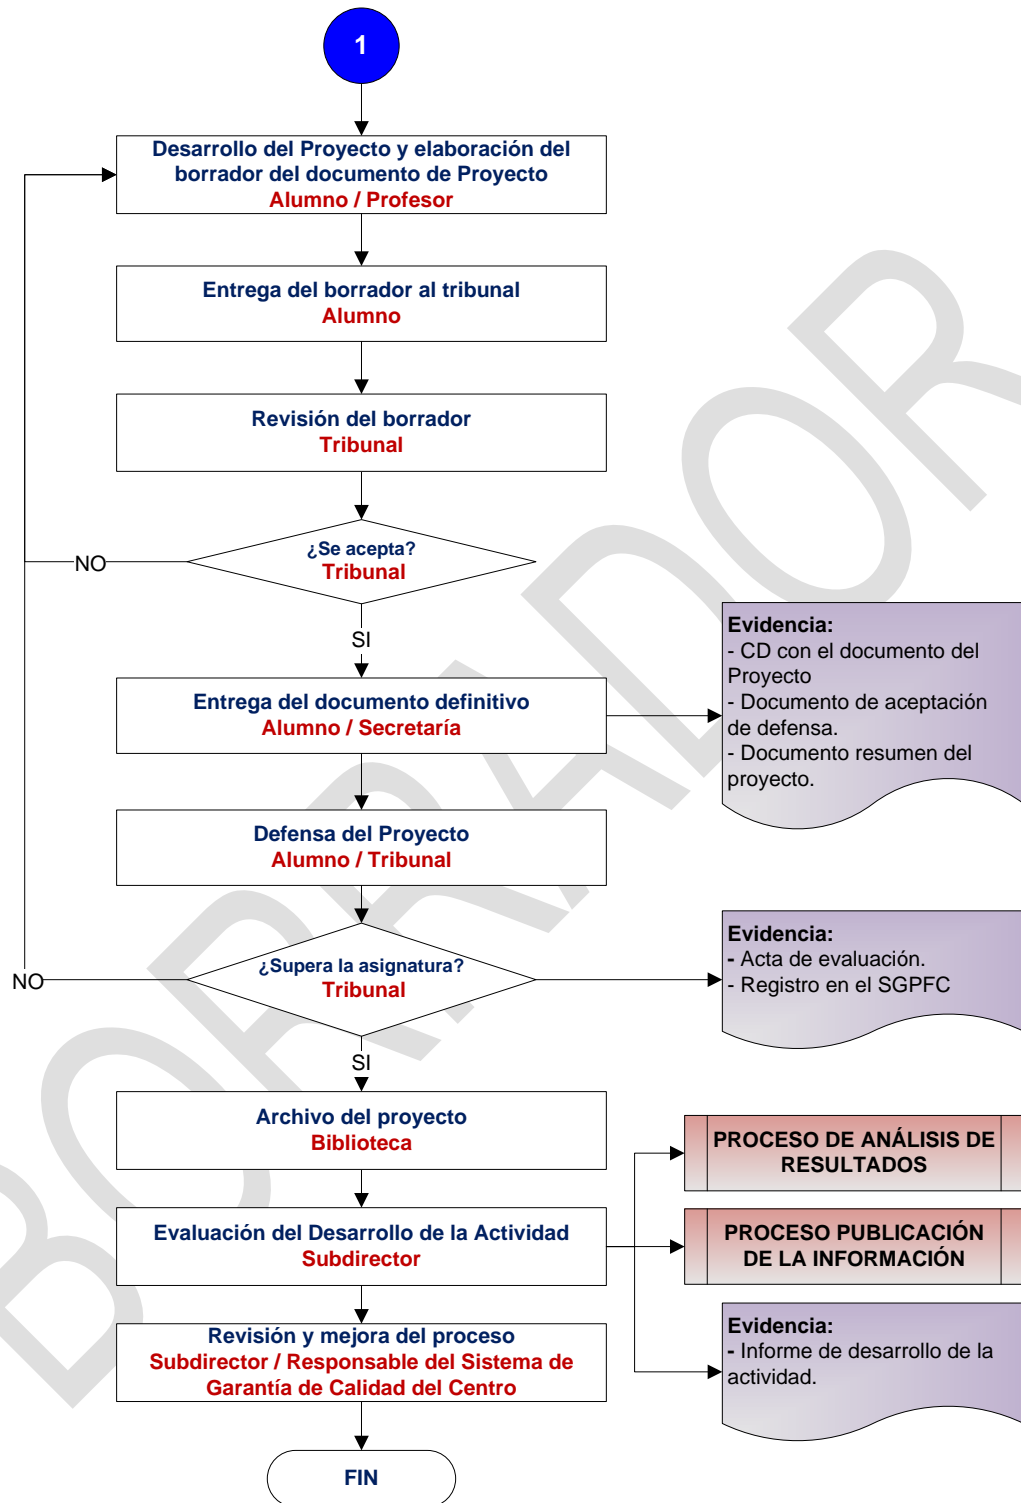 1
Desarrollo del Proyecto y elaboración del
borrador del documento de Proyecto
Alumno / Profesor
Entrega del borrador al tribunal
Alumno
Revisión del borrador
Tribunal
¿Se acepta?
Tribunal
NO
SI
Entrega del documento definitivo
Alumno / Secretaría
Evidencia:
- CD con el documento del
Proyecto
- Documento de aceptación
de defensa.
- Documento resumen del
proyecto.
Defensa del Proyecto
Alumno / Tribunal
¿Supera la asignatura?
Tribunal
NO
SI
Evidencia:
- Acta de evaluación.
- Registro en el SGPFC
Archivo del proyecto
Biblioteca
PROCESO DE ANÁLISIS DE
RESULTADOS
Evaluación del Desarrollo de la Actividad
Subdirector
PROCESO PUBLICACIÓN
DE LA INFORMACIÓN
Revisión y mejora del proceso
Subdirector / Responsable del Sistema de
Garantía de Calidad del Centro
Evidencia:
- Informe de desarrollo de la
actividad.
FIN
BORRADOR